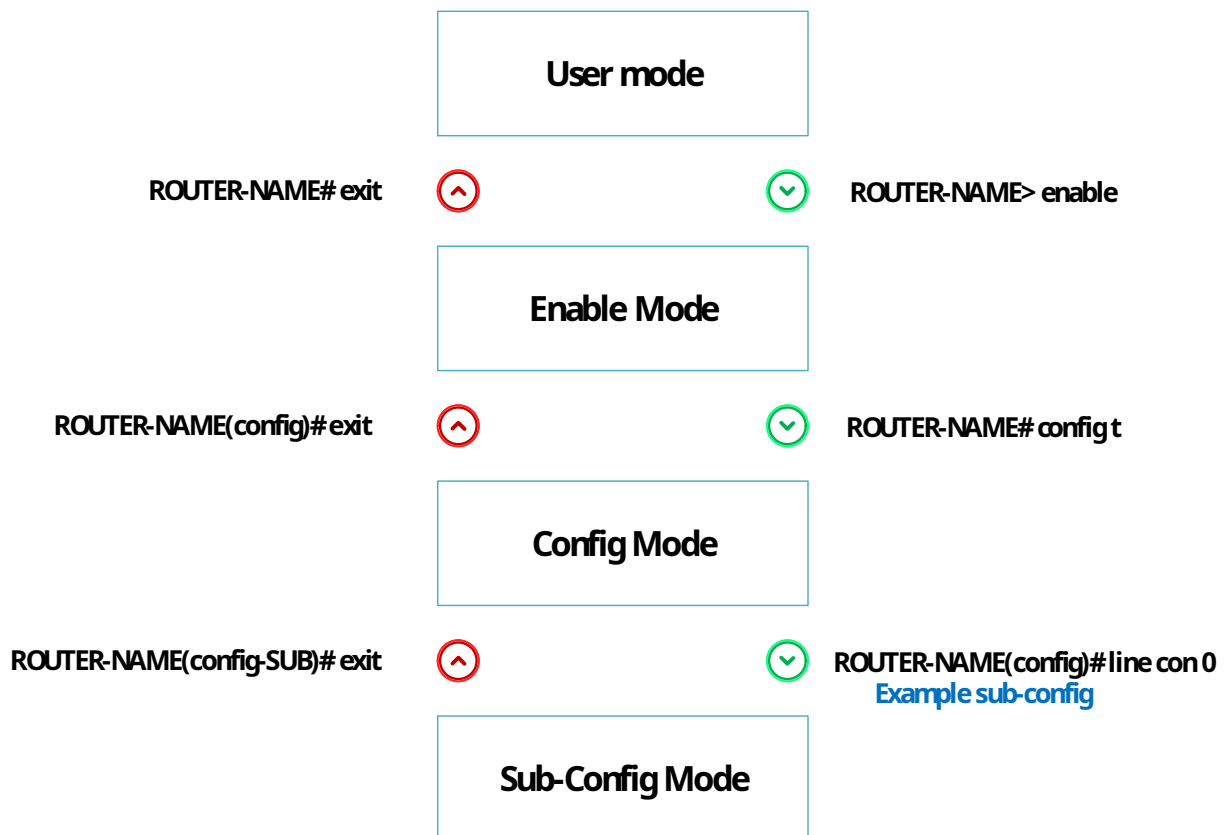 User mode
ROUTER-NAME# exit
ROUTER-NAME> enable
Enable Mode
ROUTER-NAME(config)# exit
ROUTER-NAME# config t
Config Mode
ROUTER-NAME(config-SUB)# exit
ROUTER-NAME(config)# line con 0
Example sub-config
Sub-Config Mode